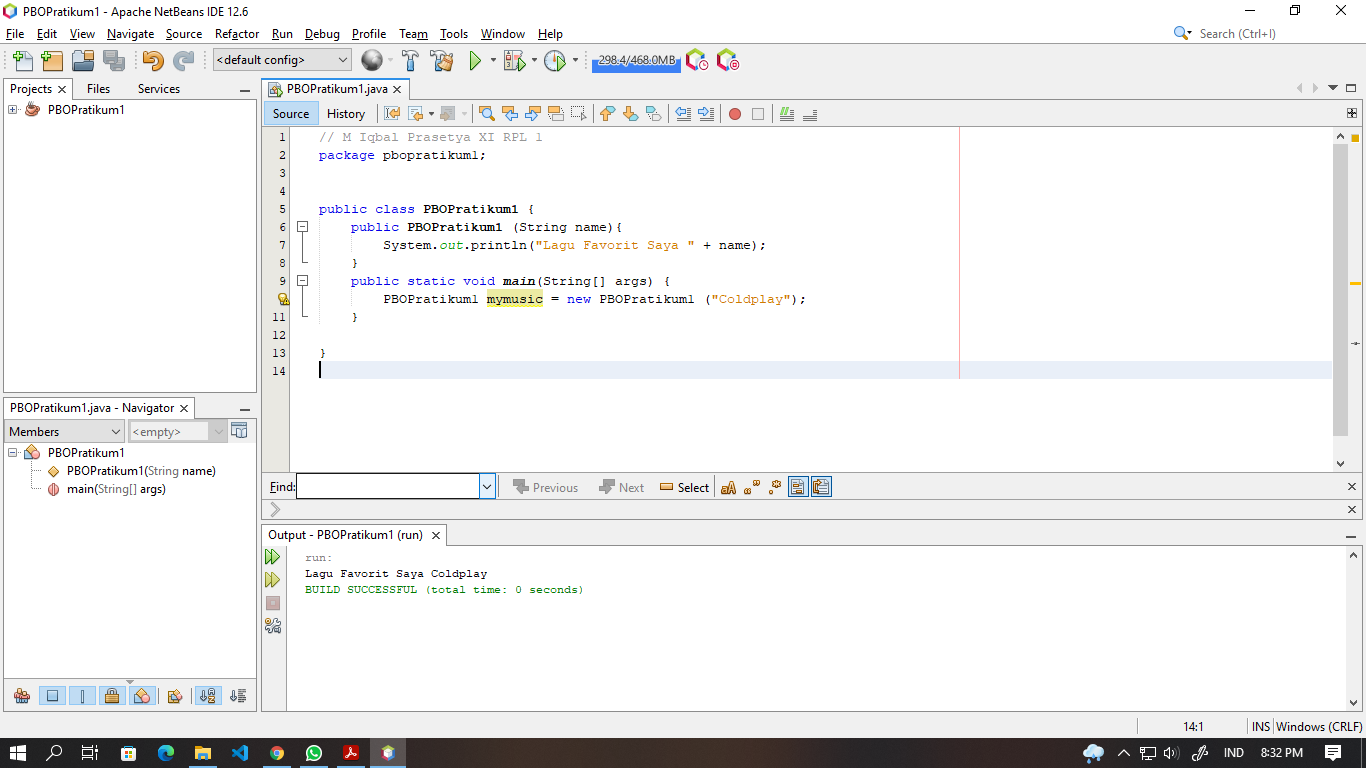 PBOPratikum1 - Apache NetBeans IDE 12.6
File Edit View Navigate Source Refactor Run Debug Profile Team Tools Window Help
Search (Ctrl+I)
<default config>
298.4/468.0MB
Projects Files Services
PBOPratikum1
PBOPratikum1.java
Source History
1 // M Iqbal Prasetya XI RPL 1
2 package pbopratikum1;
3
4
5 public class PBOPratikum1 {
6 public PBOPratikum1 (String name){
7 System.out.println("Lagu Favorit Saya " + name);
8 }
9 public static void main(String[] args) {
PBOPratikum1 mymusic = new PBOPratikum1 ("Coldplay");
11 }
12
13 }
14
PBOPratikum1.java - Navigator
Members <empty>
PBOPratikum1
PBOPratikum1(String name)
main(String[] args)
Find: Previous Next Select
Output - PBOPratikum1 (run)
run:
Lagu Favorit Saya Coldplay
BUILD SUCCESSFUL (total time: 0 seconds)
14:1 INS Windows (CRLF)
IND 8:32 PM